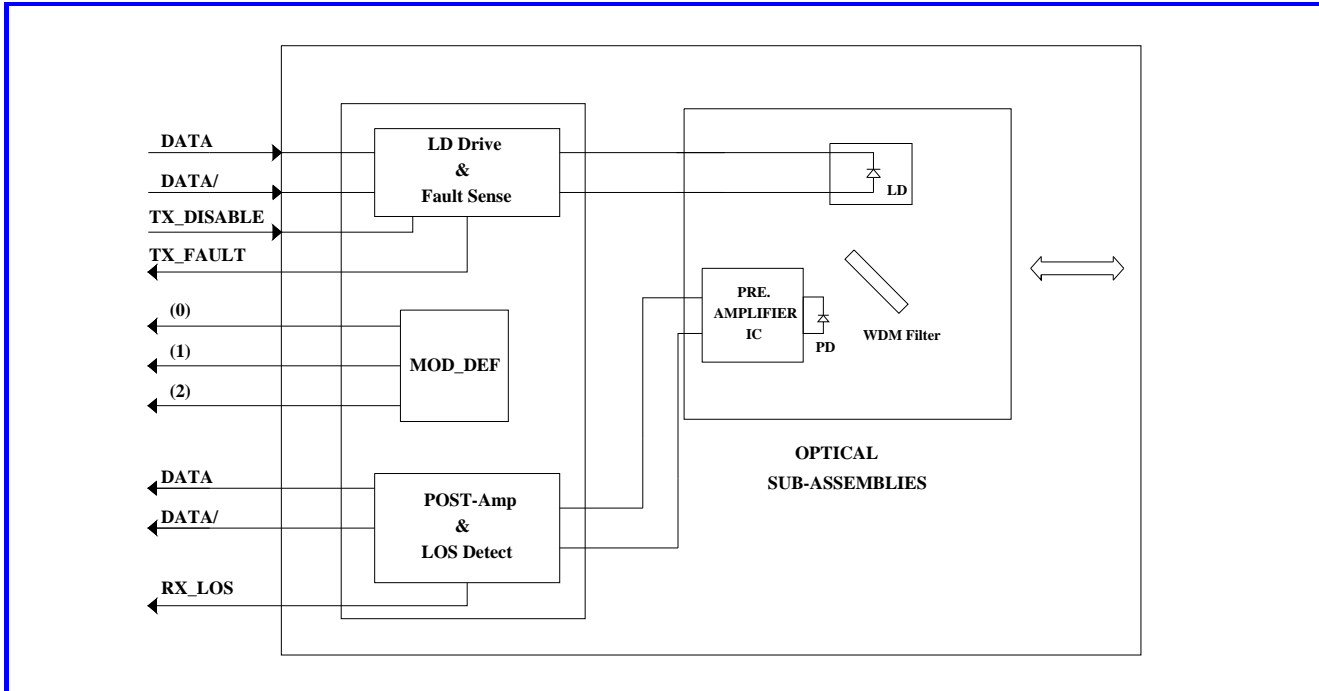 DATA
DATA/
TX_DISABLE
TX_FAULT
LD Drive
&
Fault Sense
LD
(0)
(1)
(2)
MOD_DEF
PRE.
AMPLIFIER
IC
PD
WDM Filter
DATA
DATA/
RX_LOS
POST-Amp
&
LOS Detect
OPTICAL
SUB-ASSEMBLIES